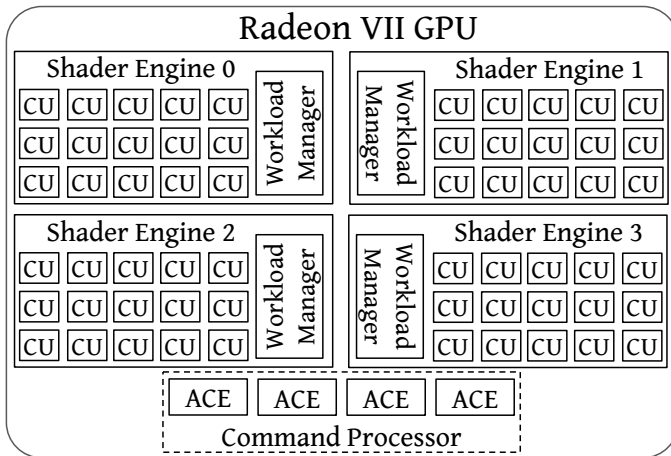 Radeon VII GPU
Shader Engine 0
CU CU CU CU CU
CU CU CU CU CU
CU CU CU CU CU
Workload
Manager
Shader Engine 1
Workload
Manager
CU CU CU CU CU
CU CU CU CU CU
CU CU CU CU CU
Shader Engine 2
CU CU CU CU CU
CU CU CU CU CU
CU CU CU CU CU
Workload
Manager
Shader Engine 3
Workload
Manager
CU CU CU CU CU
CU CU CU CU CU
CU CU CU CU CU
ACE ACE ACE ACE
Command Processor